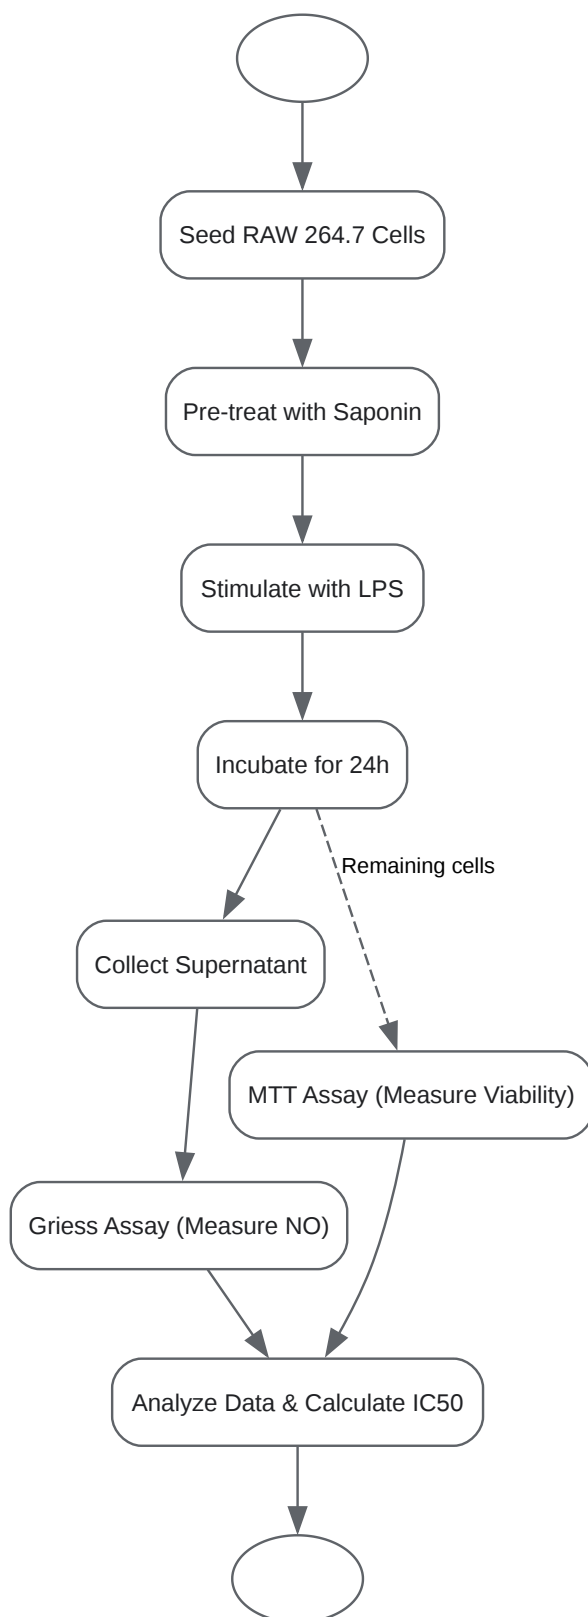 Seed RAW 264.7 Cells
Pre-treat with Saponin
Stimulate with LPS
Incubate for 24h
Remaining cells
Collect Supernatant
MTT Assay (Measure Viability)
Griess Assay (Measure NO)
Analyze Data & Calculate IC50